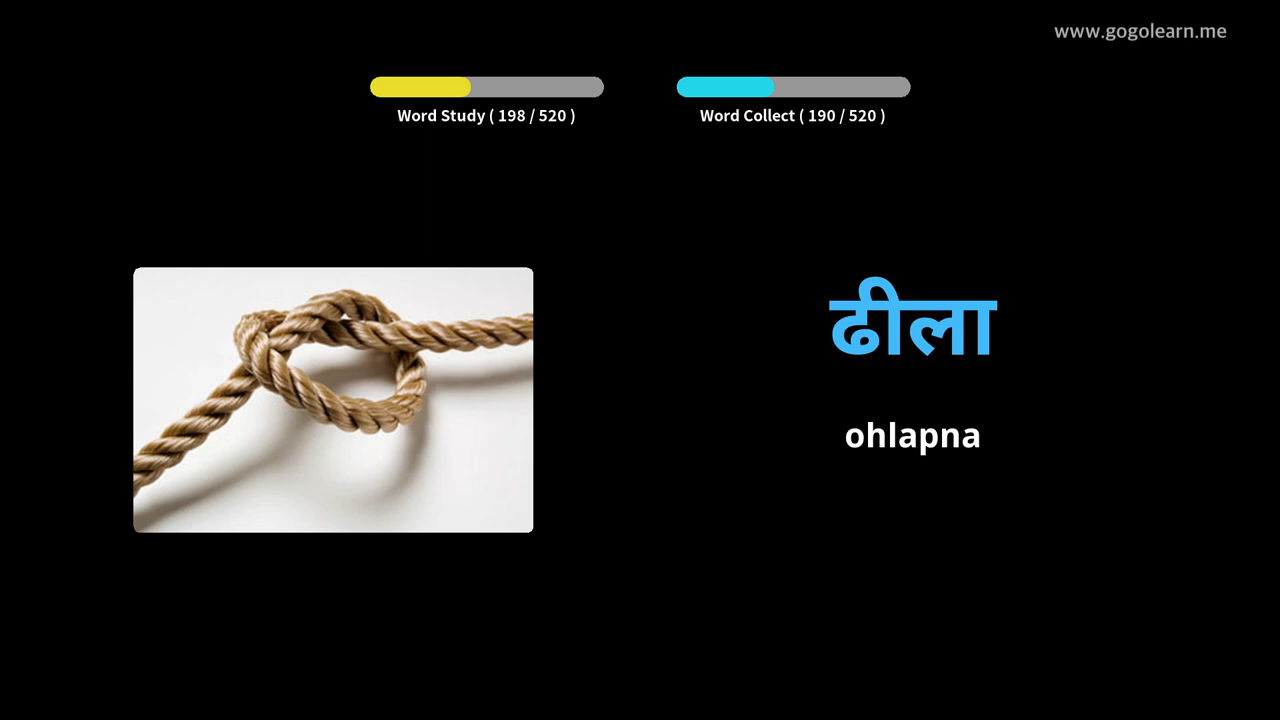 www.gogolearn.me
Word Study ( 198 / 520 )
Word Collect ( 190 / 520 )
ढीला
ohlapna